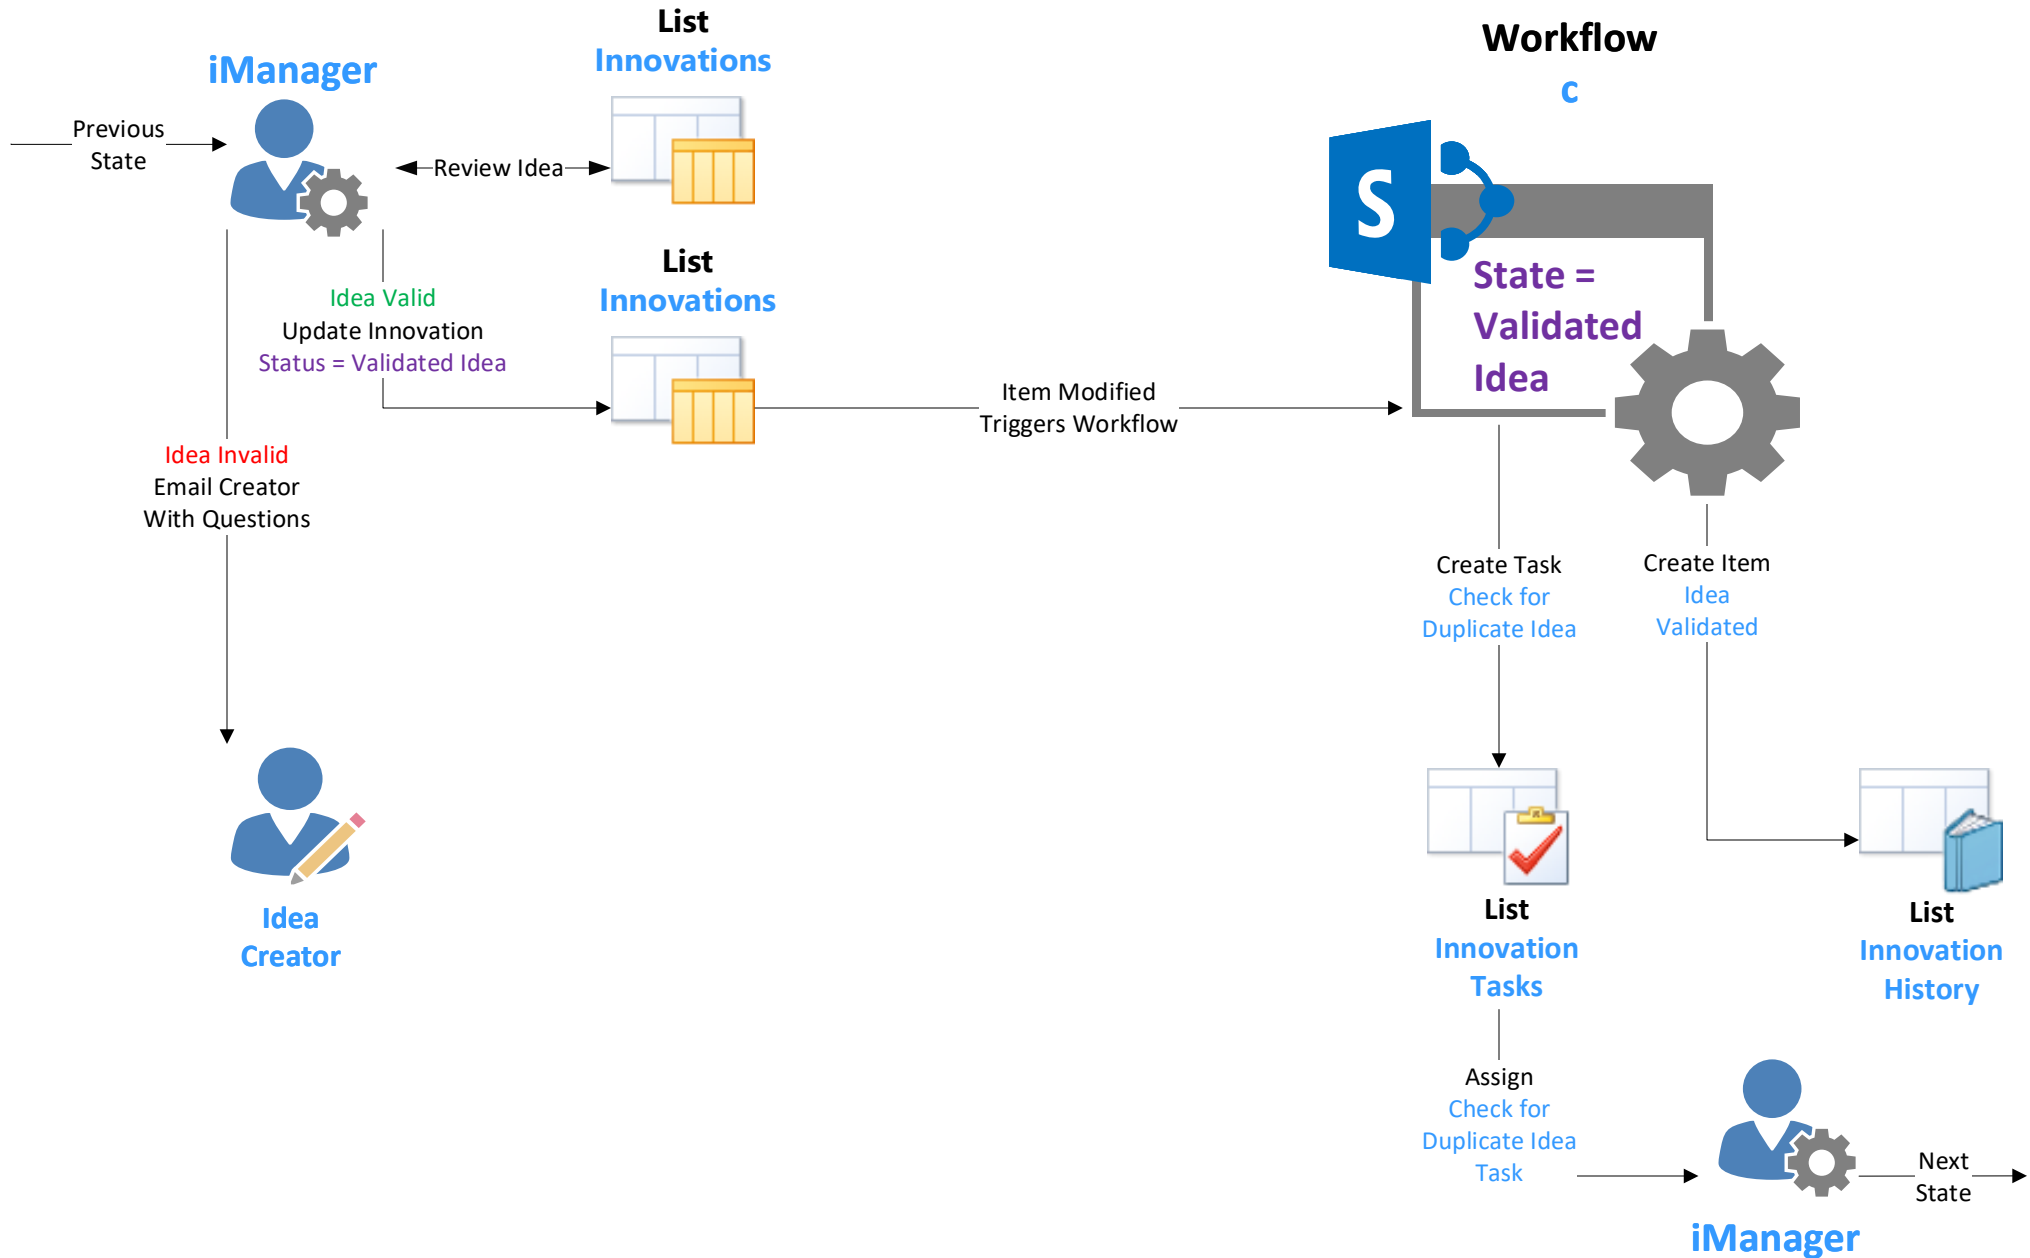 List
Innovations
iManager
Previous
State
Review Idea
Workflow
c
S
State =
Validated
Idea
List
Innovations
Idea Valid
Update Innovation
Status = Validated Idea
Item Modified
Triggers Workflow
Idea Invalid
Email Creator
With Questions
Create Task
Check for
Duplicate Idea
Create Item
Idea
Validated
Idea
Creator
List
Innovation
Tasks
List
Innovation
History
Assign
Check for
Duplicate Idea
Task
Next
State
iManager